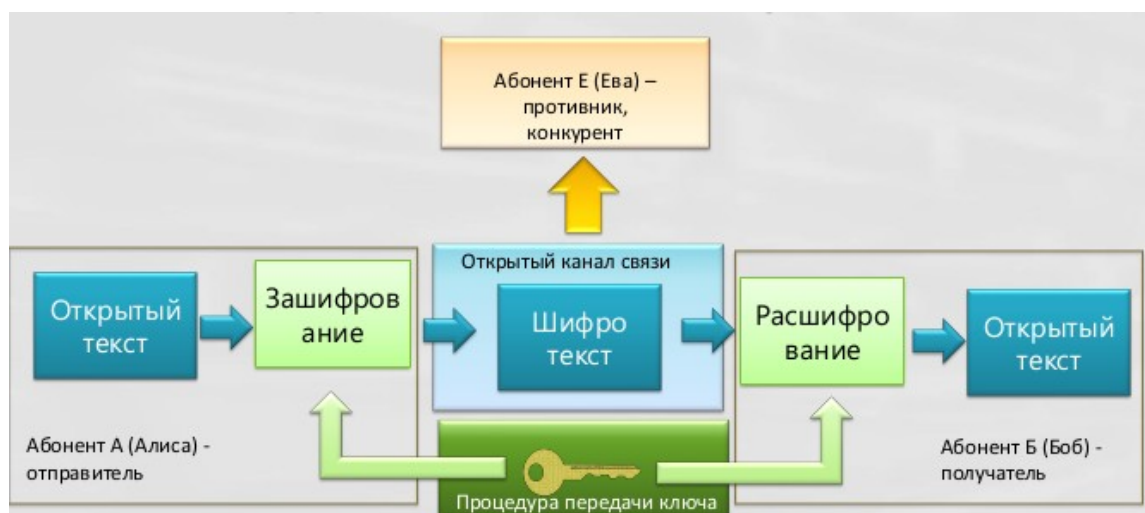 Абонент Е (Ева) –
противник,
конкурент
Открытый канал связи
Открытый
текст
Зашифров
ание
Шифро
текст
Расшифро
вание
Открытый
текст
Абонент А (Алиса) -
отправитель
Абонент Б (Боб) -
получатель
Процедура передачи ключа